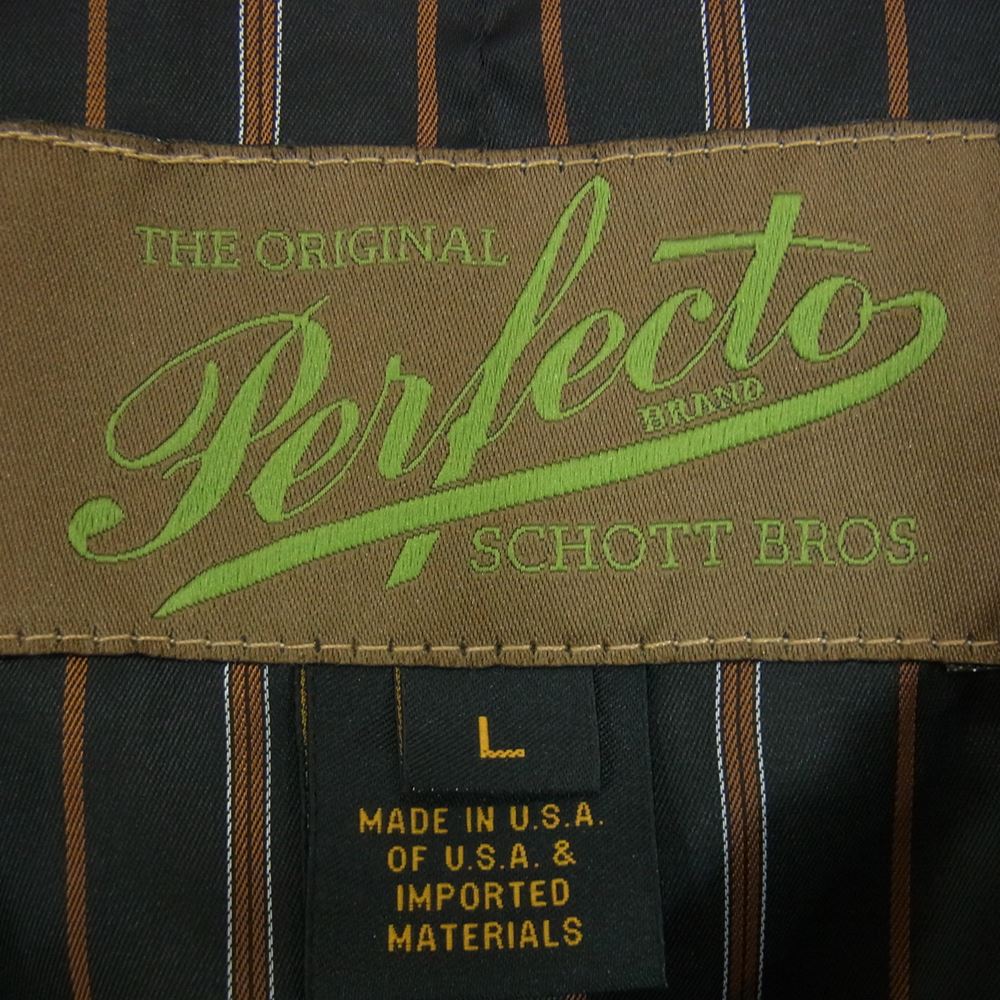 THE ORIGINAL
Perfecto
BRAND
SCHOTT BROS.
L
MADE IN U.S.A.
OF U.S.A. &
IMPORTED
MATERIALS